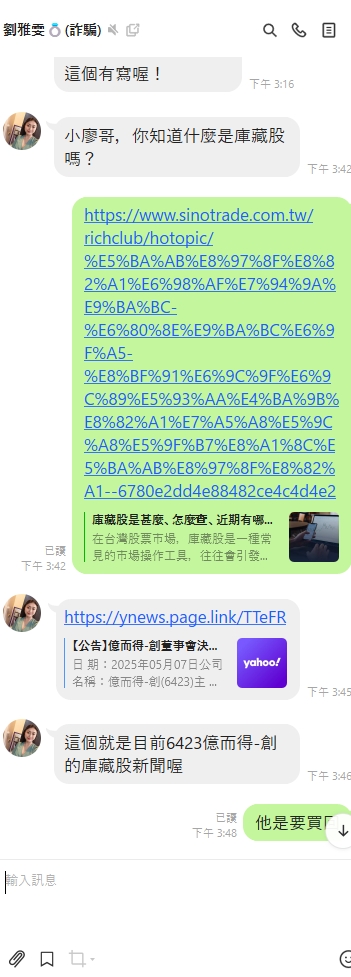 劉雅雯💍(詐騙)
這個有寫喔！
下午 3:16
小廖哥，你知道什麼是庫藏股
嗎？
下午 3:42
https://www.sinotrade.com.tw/
richclub/hotopic/
%E5%BA%AB%E8%97%8F%E8%8
2%A1%E6%98%AF%E7%94%9A%
E9%BA%BC-
%E6%80%8E%E9%BA%BC%E6%9
F%A5-
%E8%BF%91%E6%9C%9F%E6%9
C%89%E5%93%AA%E4%BA%9B%
E8%82%A1%E7%A5%A8%E5%9C
%A8%E5%9F%B7%E8%A1%8C%E
5%BA%AB%E8%97%8F%E8%82%
A1--6780e2dd4e88482ce4c4d4e2
庫藏股是甚麼、怎麼查、近期有哪...
在台灣股票市場，庫藏股是一種常
見的市場操作工具，往往會引發...
已讀
下午 3:42
https://ynews.page.link/TTeFR
【公告】億而得-創董事會決...
日 期：2025年05月07日公司
名稱：億而得-創(6423)主 ...
yahoo!
下午 3:45
這個就是目前6423億而得-創
的庫藏股新聞喔
下午 3:46
已讀
下午 3:48
他是要買
輸入訊息